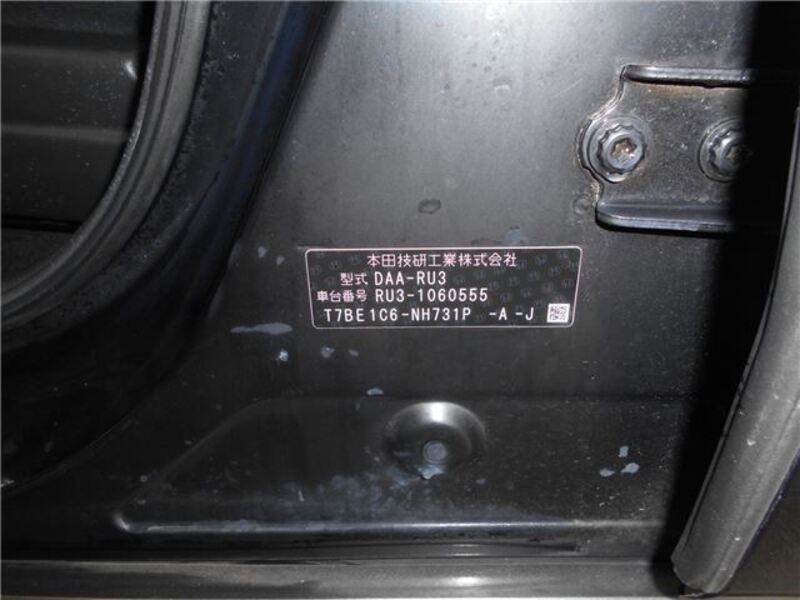 本田技研工業株式会社
型式 DAA-RU3
車台番号 RU3-1060555
T7BE1C6-NH731P -A -J